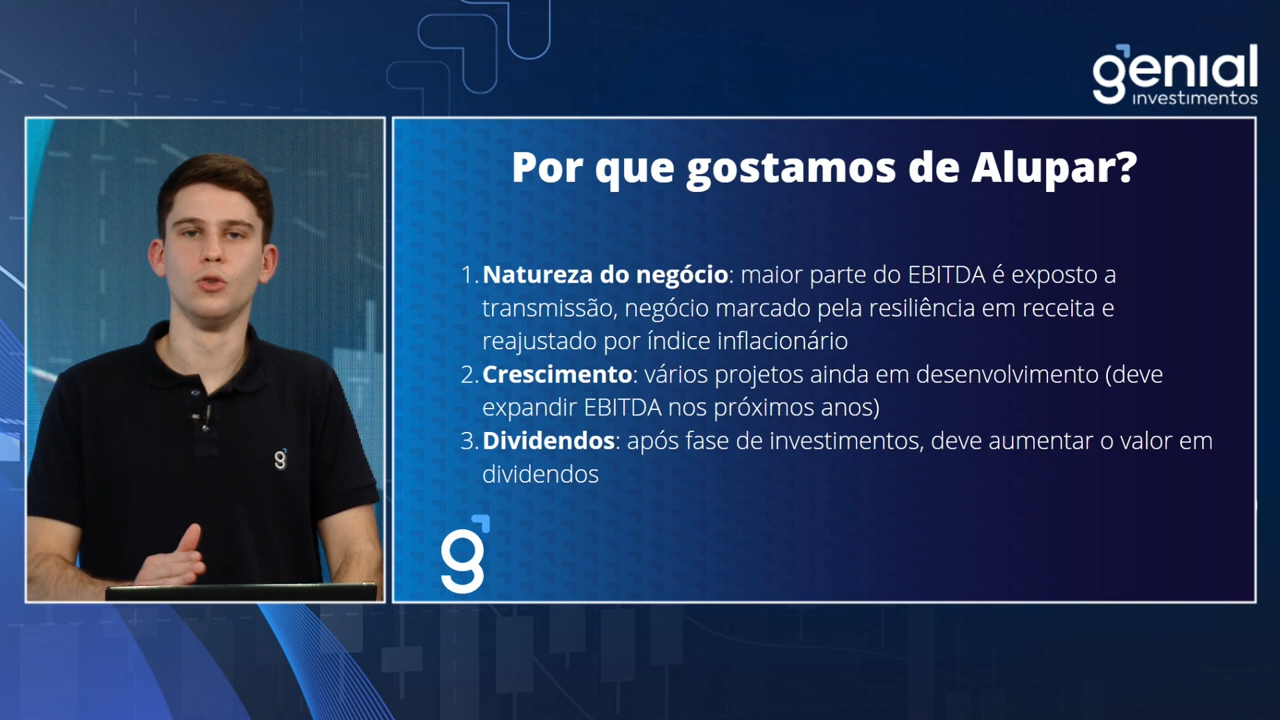 genial
investimentos
Por que gostamos de Alupar?
1. Natureza do negócio: maior parte do EBITDA é exposto a
transmissão, negócio marcado pela resiliência em receita e
reajustado por índice inflacionário
2. Crescimento: vários projetos ainda em desenvolvimento (deve
expandir EBITDA nos próximos anos)
3. Dividendos: após fase de investimentos, deve aumentar o valor em
dividendos
g
g